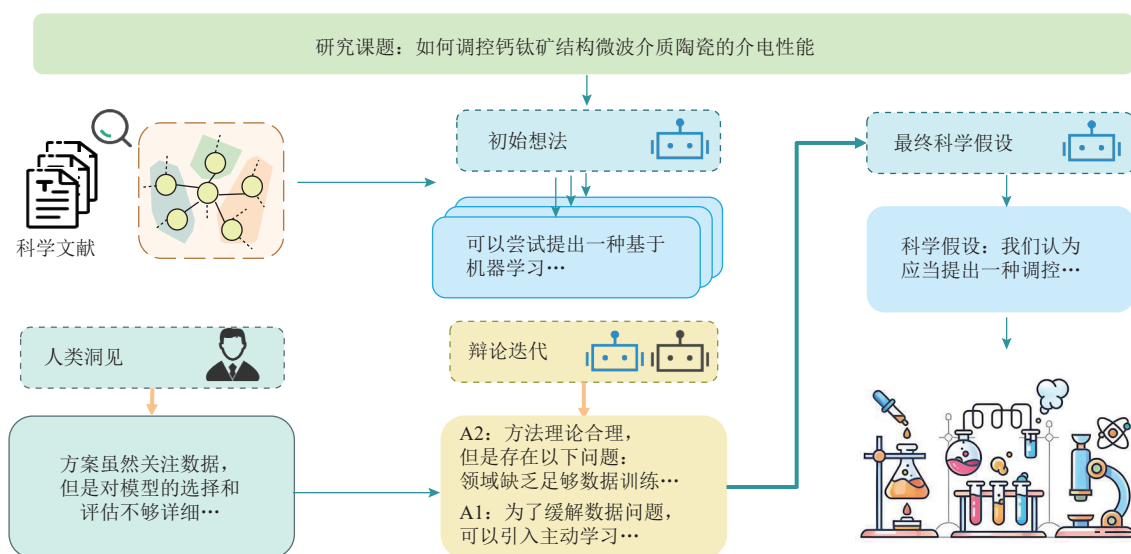 研究课题：如何调控钙钛矿结构微波介质陶瓷的介电性能
科学文献
初始想法
可以尝试提出一种基于
机器学习…
最终科学假设
科学假设：我们认为
应当提出一种调控…
人类洞见
方案虽然关注数据，
但是对模型的选择和
评估不够详细…
辩论迭代
A2：方法理论合理，
但是存在以下问题：
领域缺乏足够数据训练…
A1：为了缓解数据问题，
可以引入主动学习…